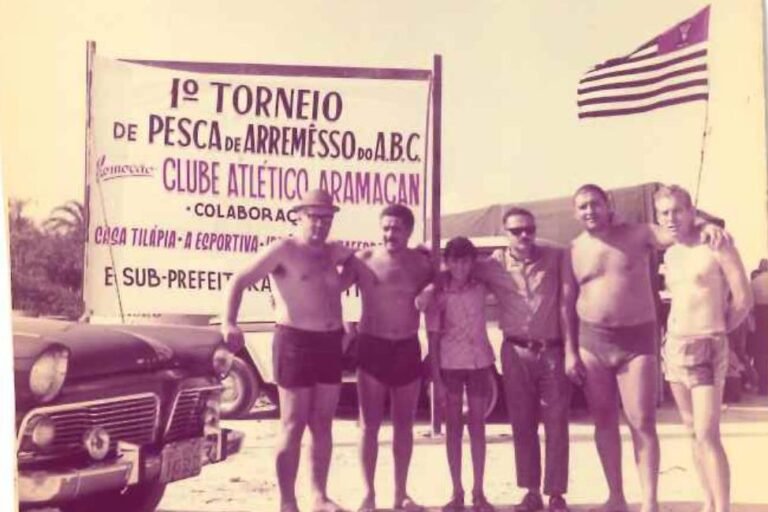 1º TORNEIO
DE PESCA DE ARREMÊSSO DO A.B.C.
Promoção CLUBE ATLÉTICO ARAMAÇAN
• COLABORAÇ
CASA TILÁPIA • A ESPORTIVA •
E SUB-PREFEIT